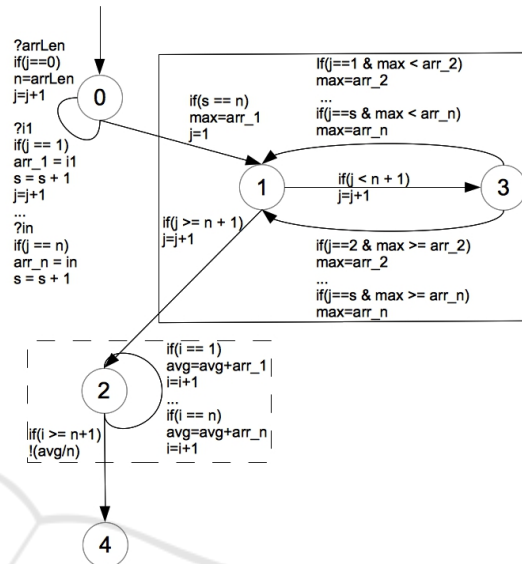 ?arrLen
if(j==0)
n=arrLen
j=j+1
0
?i1
if(j == 1)
arr_1 = i1
s = s + 1
j=j+1
...
?in
if(j == n)
arr_n = in
s = s + 1
if(s == n)
max=arr_1
j=1
If(j==1 & max < arr_2)
max=arr_2
...
if(j==s & max < arr_n)
max=arr_n
1
if(j < n + 1)
j=j+1
3
if(j >= n + 1)
j=j+1
if(j==2 & max >= arr_2)
max=arr_2
...
if(j==s & max >= arr_n)
max=arr_n
2
if(i == 1)
avg=avg+arr_1
i=i+1
...
if(i == n)
avg=avg+arr_n
i=i+1
if(i >= n+1)
!(avg/n)
4